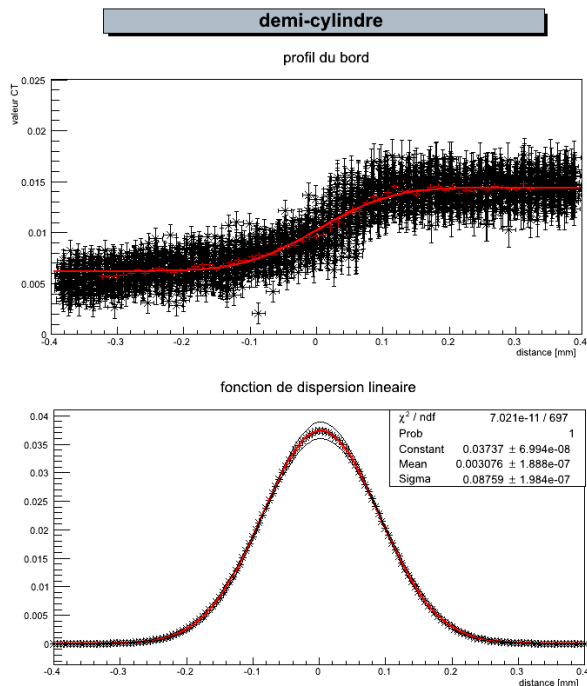 demi-cylindre
profil du bord
valeur CT
0.025
0.02
0.015
0.01
0.005
0
-0.4 -0.3 -0.2 -0.1 0 0.1 0.2 0.3 0.4
distance [mm]
fonction de dispersion lineaire
χ² / ndf 7.021e-11 / 697
Prob 1
Constant 0.03737 ± 6.994e-08
Mean 0.003076 ± 1.888e-07
Sigma 0.08759 ± 1.984e-07
0.04
0.035
0.03
0.025
0.02
0.015
0.01
0.005
0
-0.4 -0.3 -0.2 -0.1 0 0.1 0.2 0.3 0.4
distance [mm]